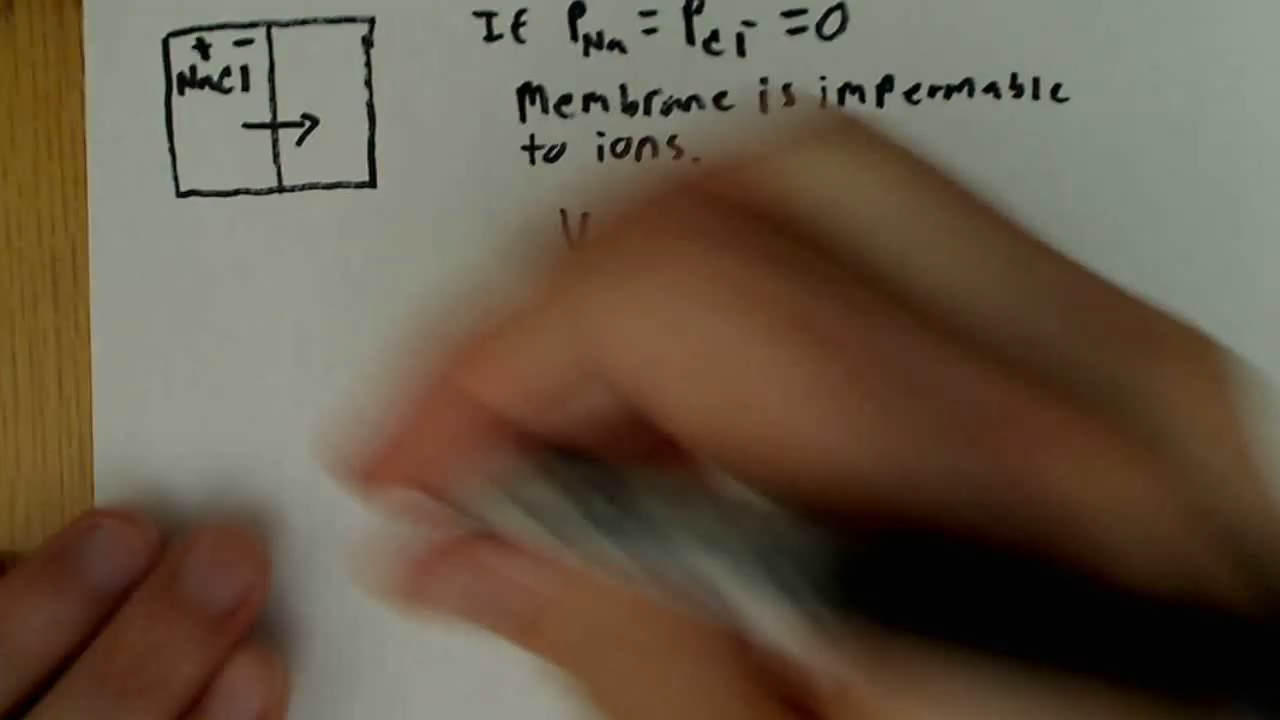 + -
NaCl
If PNa = PCl- = 0
Membrane is impermable
to ions.
V